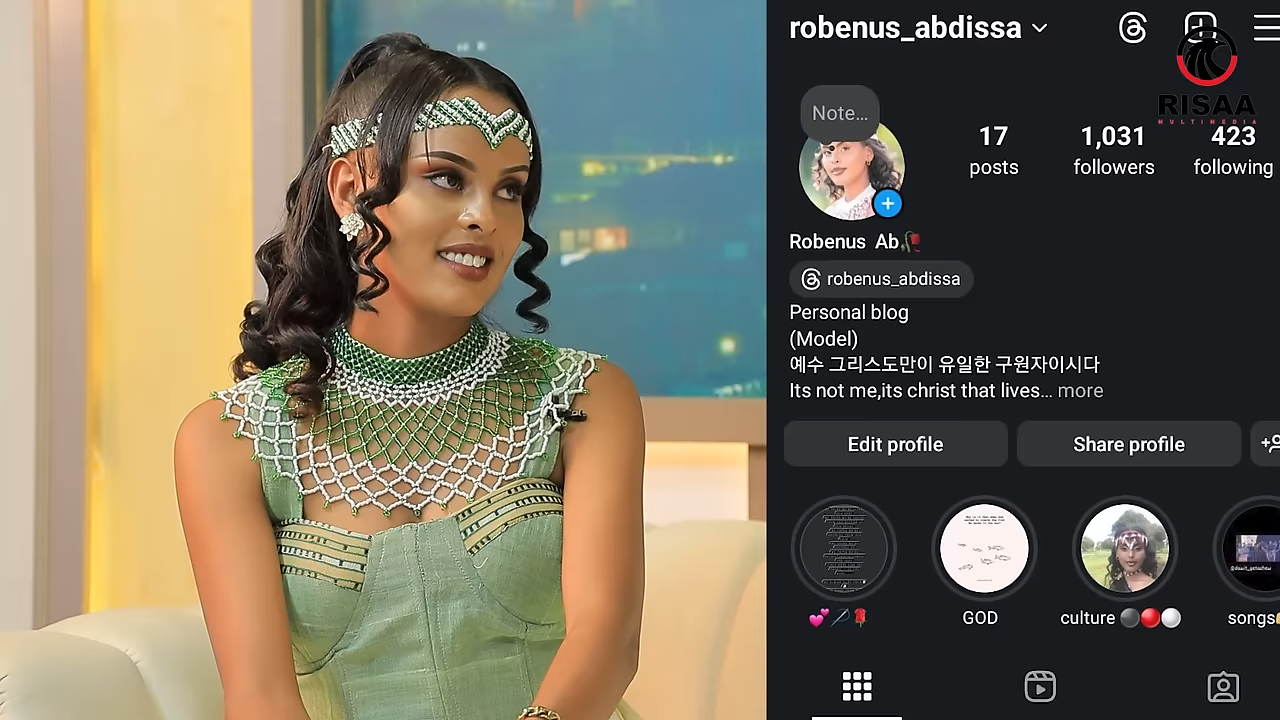 robenus_abdissa
RISAA
MULTIMEDIA
Note...
17
posts
1,031
followers
423
following
Robenus Ab🥀
robenus_abdissa
Personal blog
(Model)
예수 그리스도만이 유일한 구원자이시다
Its not me,its christ that lives... more
Edit profile
Share profile
💕🪡🌹
GOD
culture ⚫🔴⚪
songs